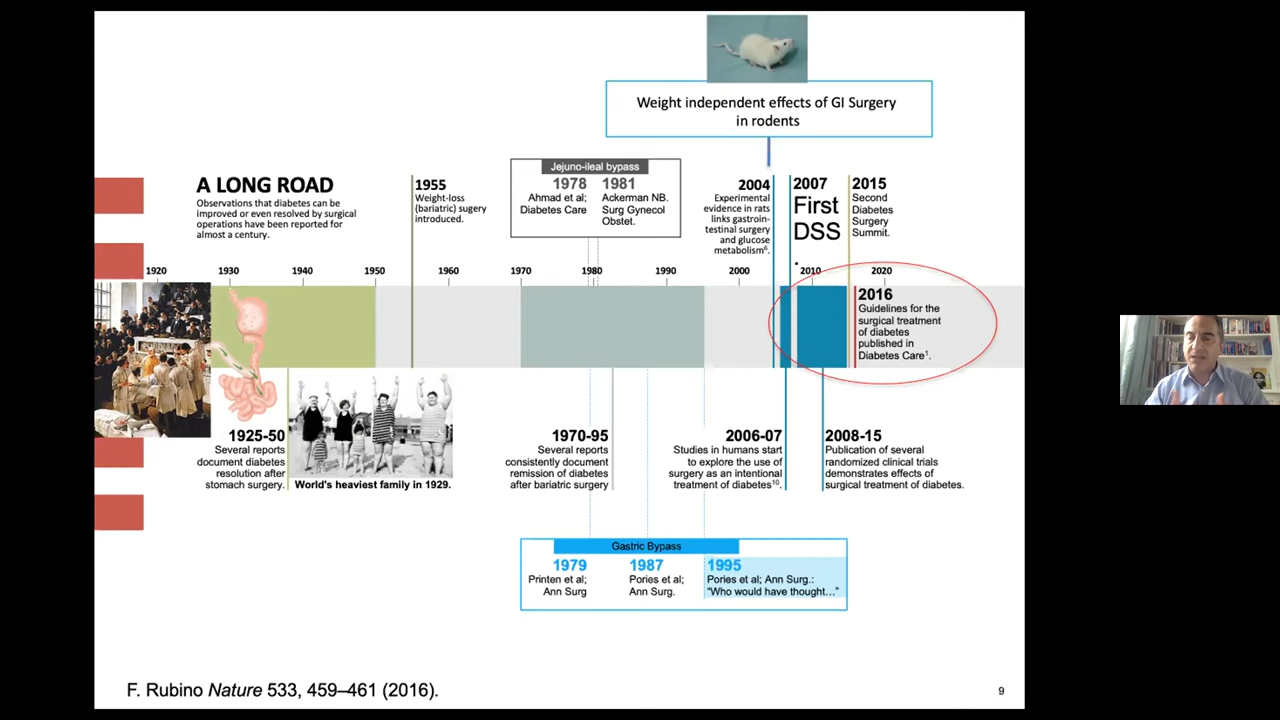 Weight independent effects of GI Surgery
in rodents
A LONG ROAD
Observations that diabetes can be
improved or even resolved by surgical
operations have been reported for
almost a century.
1955
Weight-loss
(bariatric) sugery
introduced.
Jejuno-ileal bypass
1978
Ahmad et al;
Diabetes Care
1981
Ackerman NB.
Surg Gynecol
Obstet.
2004
Experimental
evidence in rats
links gastroin-
testinal surgery
and glucose
metabolism⁶.
2007
First
DSS
2015
Second
Diabetes
Surgery
Summit.
1920 1930 1940 1950 1960 1970 1980 1990 2000 2010 2020
2016
Guidelines for the
surgical treatment
of diabetes
published in
Diabetes Care¹.
1925-50
Several reports
document diabetes
resolution after
stomach surgery.
World's heaviest family in 1929.
1970-95
Several reports
consistently document
remission of diabetes
after bariatric surgery
2006-07
Studies in humans start
to explore the use of
surgery as an intentional
treatment of diabetes¹⁰.
2008-15
Publication of several
randomized clinical trials
demonstrates effects of
surgical treatment of diabetes.
Gastric Bypass
1979
Printen et al;
Ann Surg
1987
Pories et al;
Ann Surg.
1995
Pories et al; Ann Surg.:
“Who would have thought…”
F. Rubino Nature 533, 459–461 (2016).
9